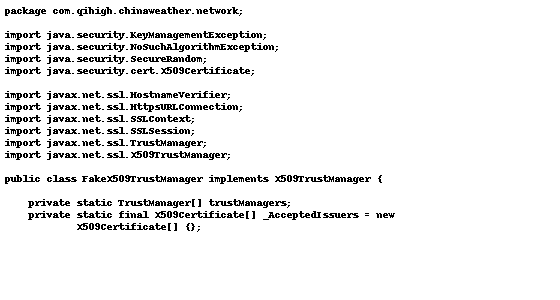 package com.qihigh.chinaweather.network;
import java.security.KeyManagementException;
import java.security.NoSuchAlgorithmException;
import java.security.SecureRandom;
import java.security.cert.X509Certificate;
import javax.net.ssl.HostnameVerifier;
import javax.net.ssl.HttpsURLConnection;
import javax.net.ssl.SSLContext;
import javax.net.ssl.SSLSession;
import javax.net.ssl.TrustManager;
import javax.net.ssl.X509TrustManager;
public class FakeX509TrustManager implements X509TrustManager {
private static TrustManager[] trustManagers;
private static final X509Certificate[] _AcceptedIssuers = new
X509Certificate[] {};